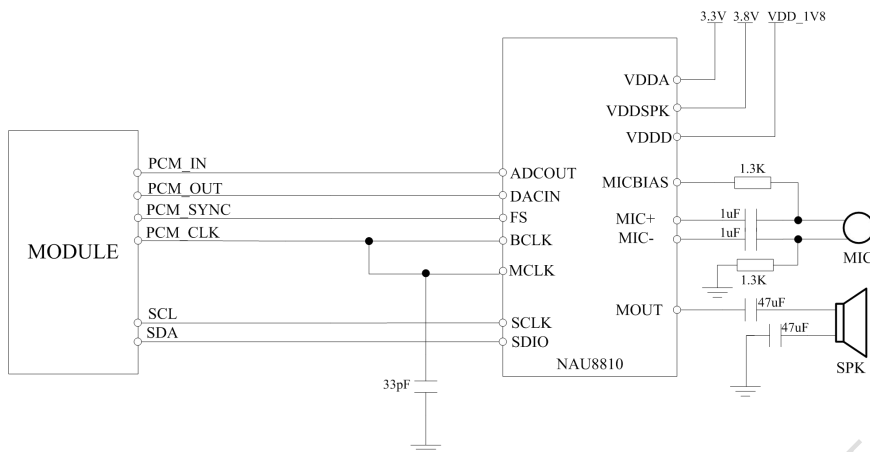 3.3V 3.8V VDD_1V8
VDDA
VDDSPK
VDDD
PCM_IN
ADCOUT
MICBIAS
1.3K
PCM_OUT
DACIN
PCM_SYNC
FS
MIC+
1uF
PCM_CLK
BCLK
MIC-
1uF
MODULE
MIC
MCLK
1.3K
SCL
SCLK
MOUT
47uF
SDA
SDIO
47uF
NAU8810
SPK
33pF